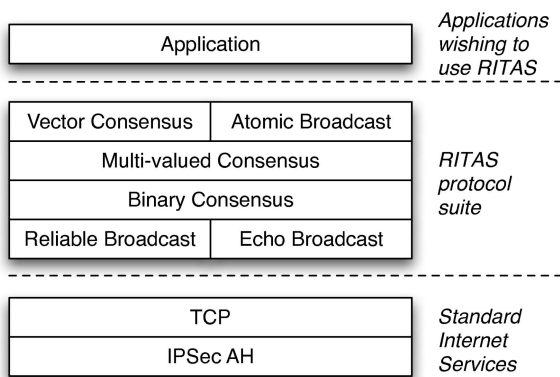 Application
Applications
wishing to
use RITAS
Vector Consensus
Atomic Broadcast
Multi-valued Consensus
Binary Consensus
Reliable Broadcast
Echo Broadcast
RITAS
protocol
suite
TCP
IPSec AH
Standard
Internet
Services